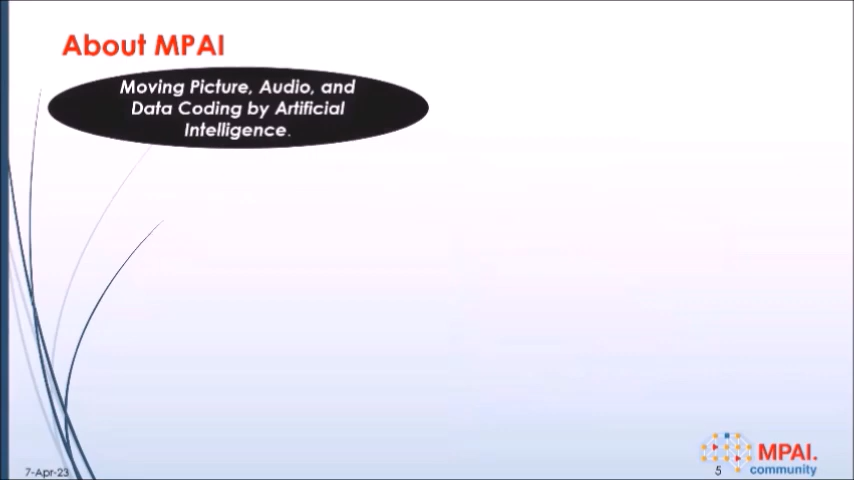 About MPAI
Moving Picture, Audio, and
Data Coding by Artificial
Intelligence.
7-Apr-23
5
MPAI.
community